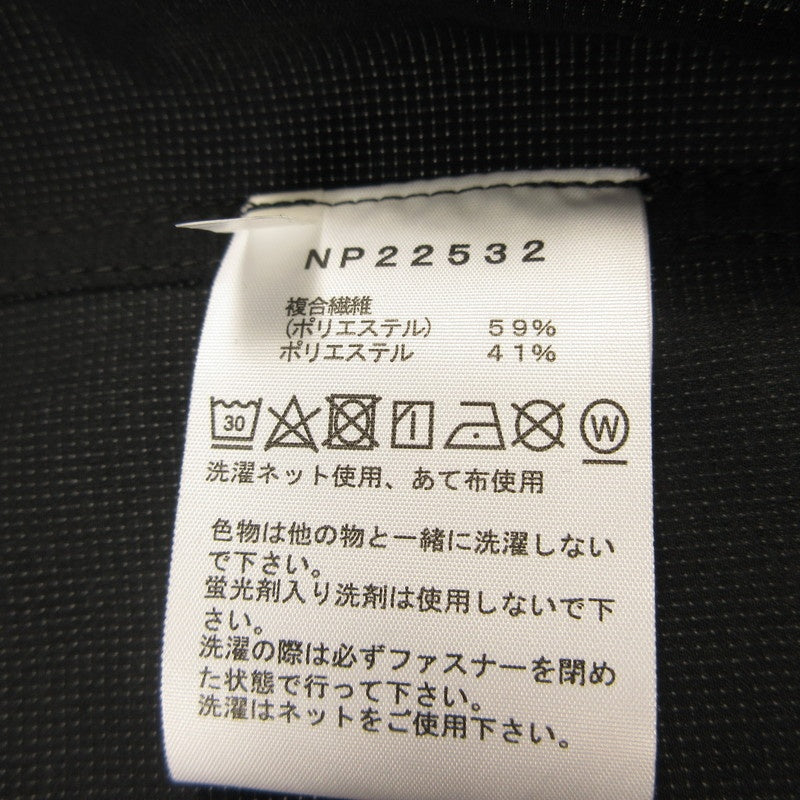 NP22532
複合繊維
(ポリエステル) 59%
ポリエステル 41%
30 W
洗濯ネット使用、あて布使用
色物は他の物と一緒に洗濯しない
で下さい。
蛍光剤入り洗剤は使用しないで下
さい。
洗濯の際は必ずファスナーを閉め
た状態で行って下さい。
洗濯はネットをご使用下さい。